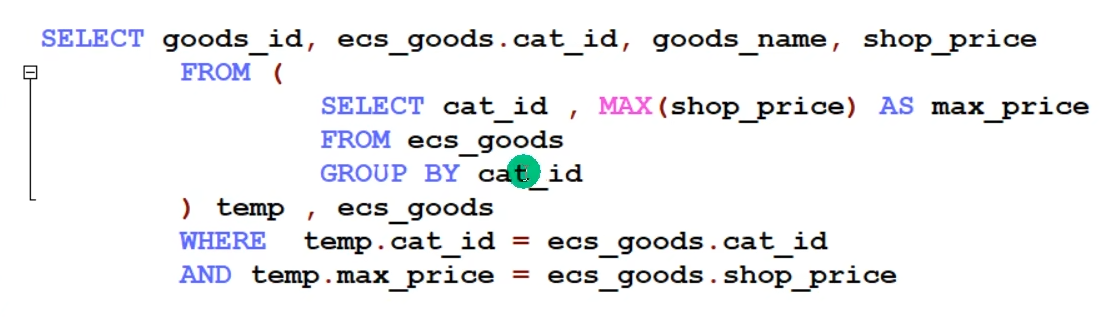 SELECT goods_id, ecs_goods.cat_id, goods_name, shop_price
FROM (
SELECT cat_id , MAX(shop_price) AS max_price
FROM ecs_goods
GROUP BY cat_id
) temp , ecs_goods
WHERE temp.cat_id = ecs_goods.cat_id
AND temp.max_price = ecs_goods.shop_price